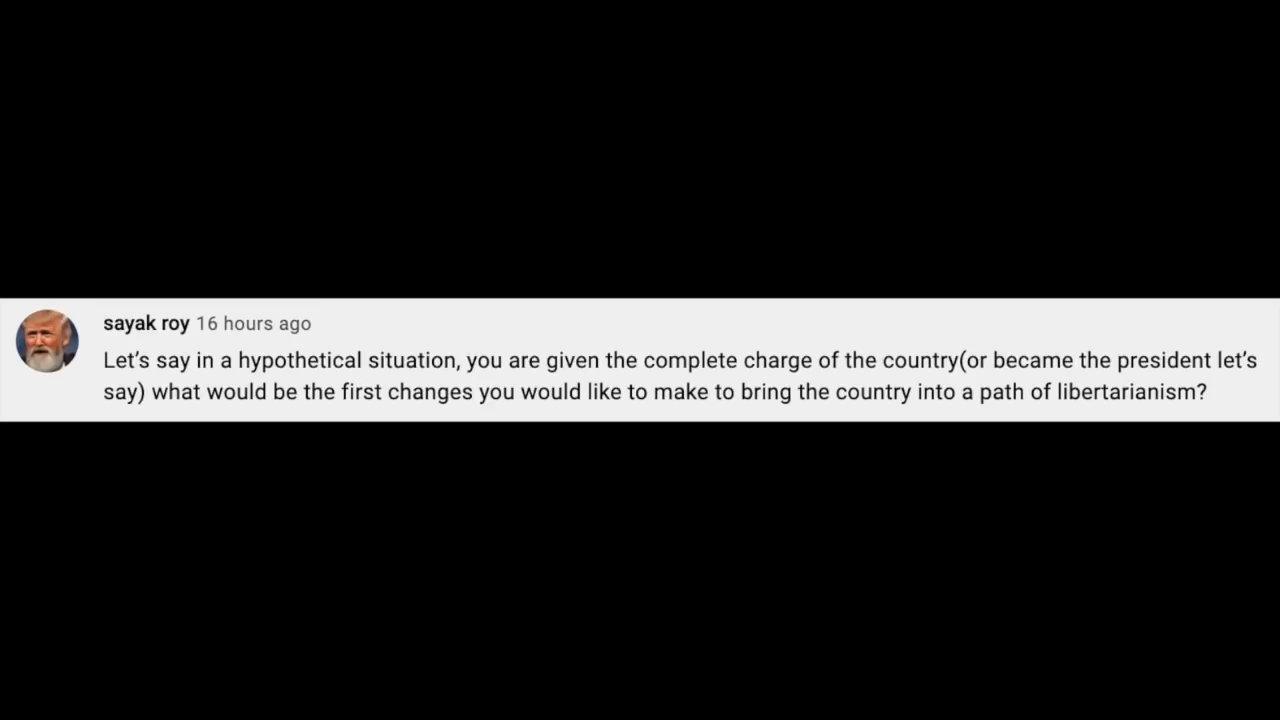 sayak roy 16 hours ago
Let’s say in a hypothetical situation, you are given the complete charge of the country(or became the president let’s
say) what would be the first changes you would like to make to bring the country into a path of libertarianism?